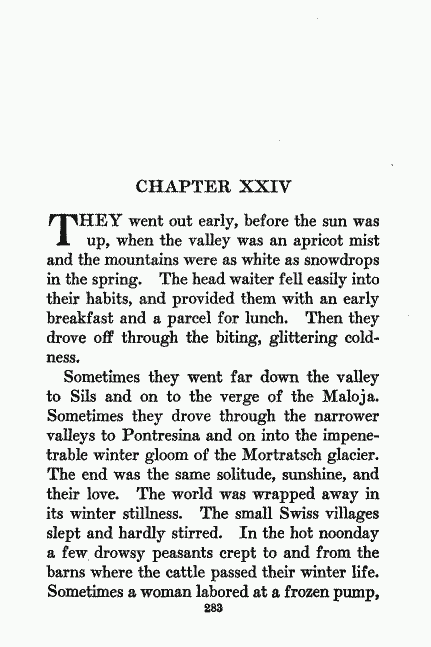 CHAPTER XXIV
THEY went out early, before the sun was
up, when the valley was an apricot mist
and the mountains were as white as snowdrops
in the spring. The head waiter fell easily into
their habits, and provided them with an early
breakfast and a parcel for lunch. Then they
drove off through the biting, glittering cold-
ness.
Sometimes they went far down the valley
to Sils and on to the verge of the Maloja.
Sometimes they drove through the narrower
valleys to Pontresina and on into the impene-
trable winter gloom of the Mortratsch glacier.
The end was the same solitude, sunshine, and
their love. The world was wrapped away in
its winter stillness. The small Swiss villages
slept and hardly stirred. In the hot noonday
a few drowsy peasants crept to and from the
barns where the cattle passed their winter life.
Sometimes a woman labored at a frozen pump,
283